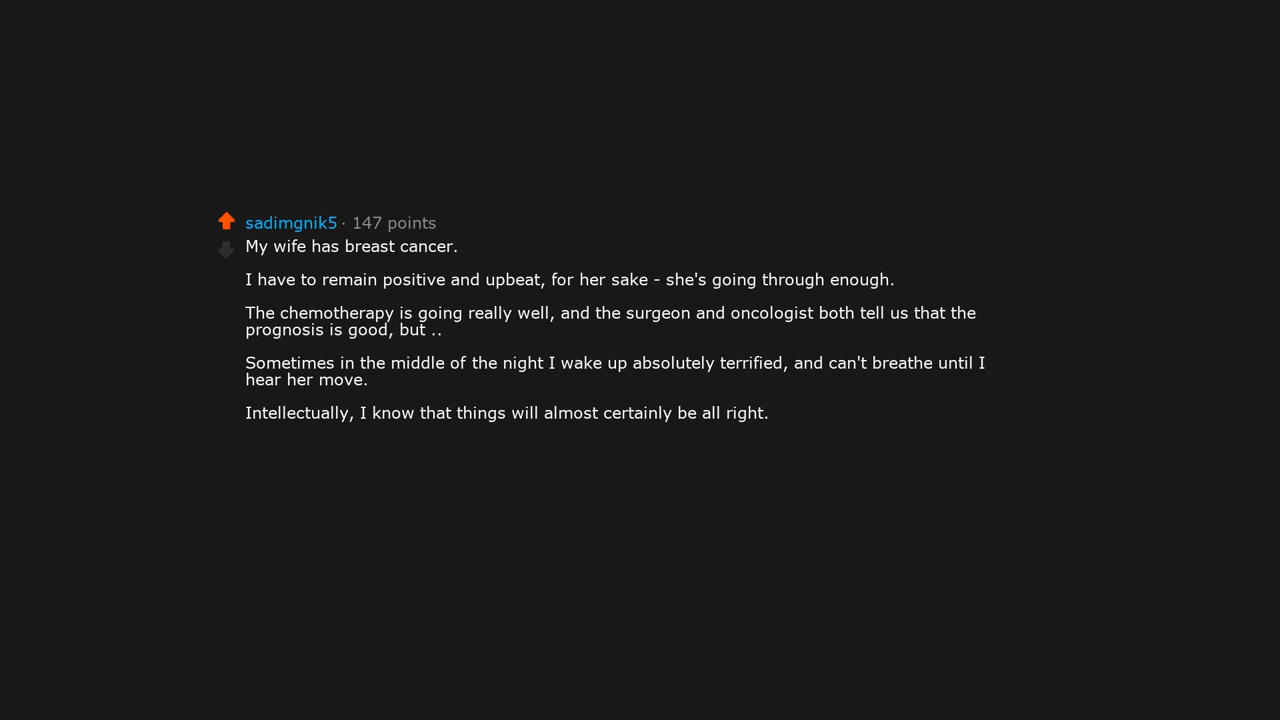 sadimgnik5 · 147 points
My wife has breast cancer.
I have to remain positive and upbeat, for her sake - she's going through enough.
The chemotherapy is going really well, and the surgeon and oncologist both tell us that the
prognosis is good, but ..
Sometimes in the middle of the night I wake up absolutely terrified, and can't breathe until I
hear her move.
Intellectually, I know that things will almost certainly be all right.